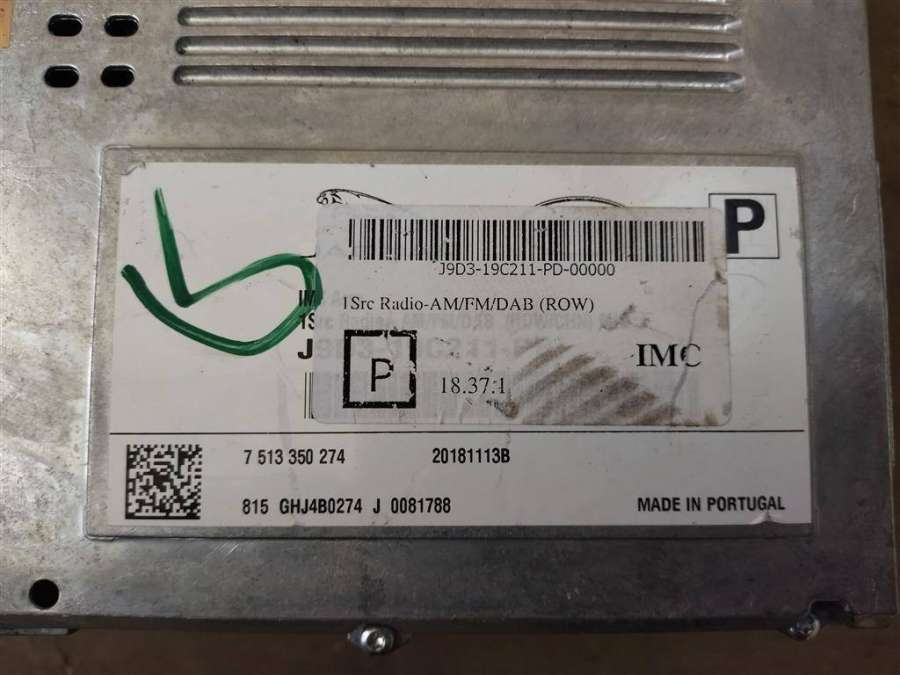 P
J9D3-19C211-PD-00000
1Src Radio-AM/FM/DAB (ROW)
P
IMC
18.37.1
7 513 350 274
20181113B
815 GHJ4B0274 J 0081788
MADE IN PORTUGAL